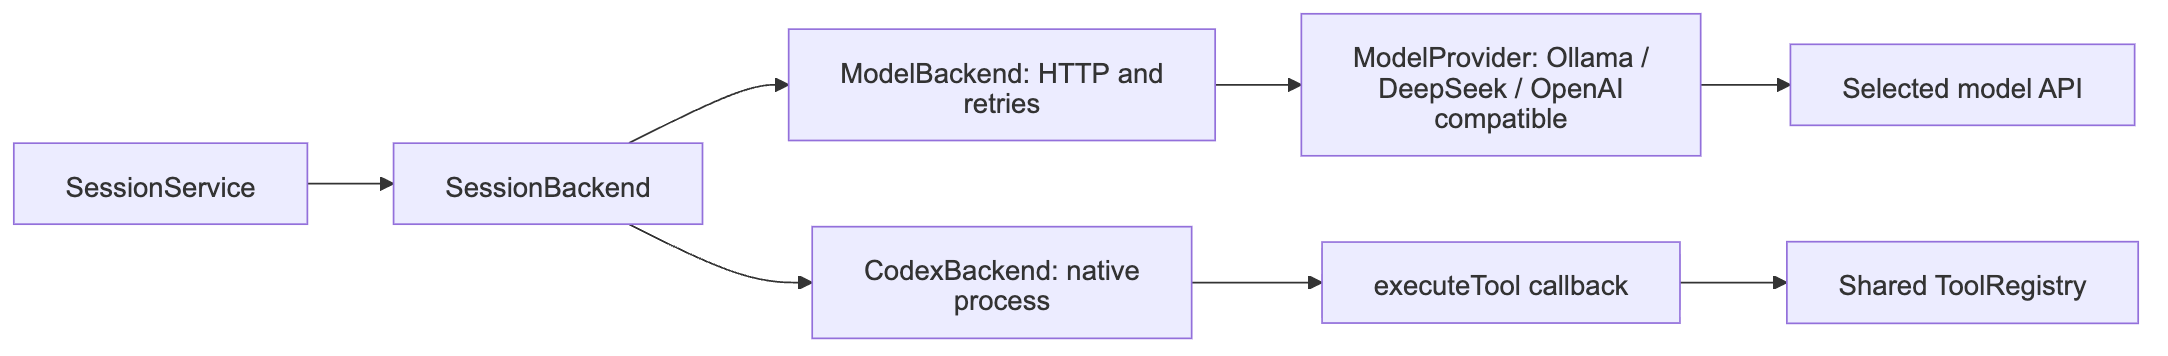 SessionService
SessionBackend
ModelBackend: HTTP and
retries
ModelProvider: Ollama /
DeepSeek / OpenAI
compatible
Selected model API
CodexBackend: native
process
executeTool callback
Shared ToolRegistry